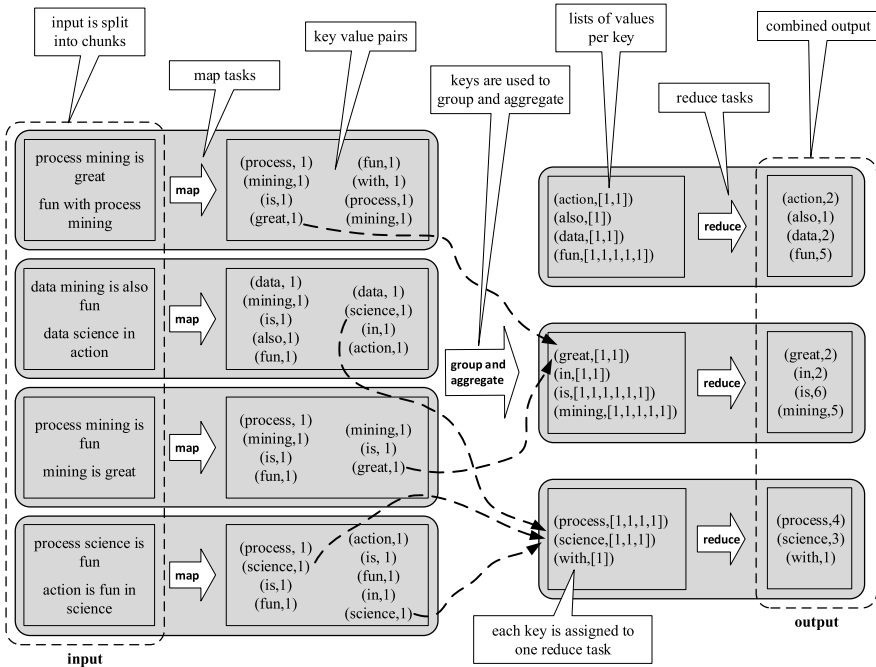 input is split
into chunks
map tasks
key value pairs
keys are used to
group and aggregate
lists of values
per key
reduce tasks
combined output
process mining is
great
fun with process
mining
map
(process, 1)
(mining,1)
(is,1)
(great,1)
(fun,1)
(with, 1)
(process,1)
(mining,1)
data mining is also
fun
data science in
action
map
(data, 1)
(mining,1)
(is,1)
(also,1)
(fun,1)
(data, 1)
(science,1)
(in,1)
(action,1)
process mining is
fun
mining is great
map
(process,1)
(mining,1)
(is,1)
(fun,1)
(mining,1)
(is, 1)
(great,1)
process science is
fun
action is fun in
science
map
(process, 1)
(science,1)
(is,1)
(fun,1)
(action,1)
(is, 1)
(fun,1)
(in,1)
(science,1)
input
group and
aggregate
(action,[1,1])
(also,[1])
(data,[1,1])
(fun,[1,1,1,1,1])
reduce
(action,2)
(also,1)
(data,2)
(fun,5)
(great,[1,1])
(in,[1,1])
(is,[1,1,1,1,1,1])
(mining,[1,1,1,1,1])
reduce
(great,2)
(in,2)
(is,6)
(mining,5)
(process,[1,1,1,1])
(science,[1,1,1])
(with,[1])
reduce
(process,4)
(science,3)
(with,1)
each key is assigned to
one reduce task
output